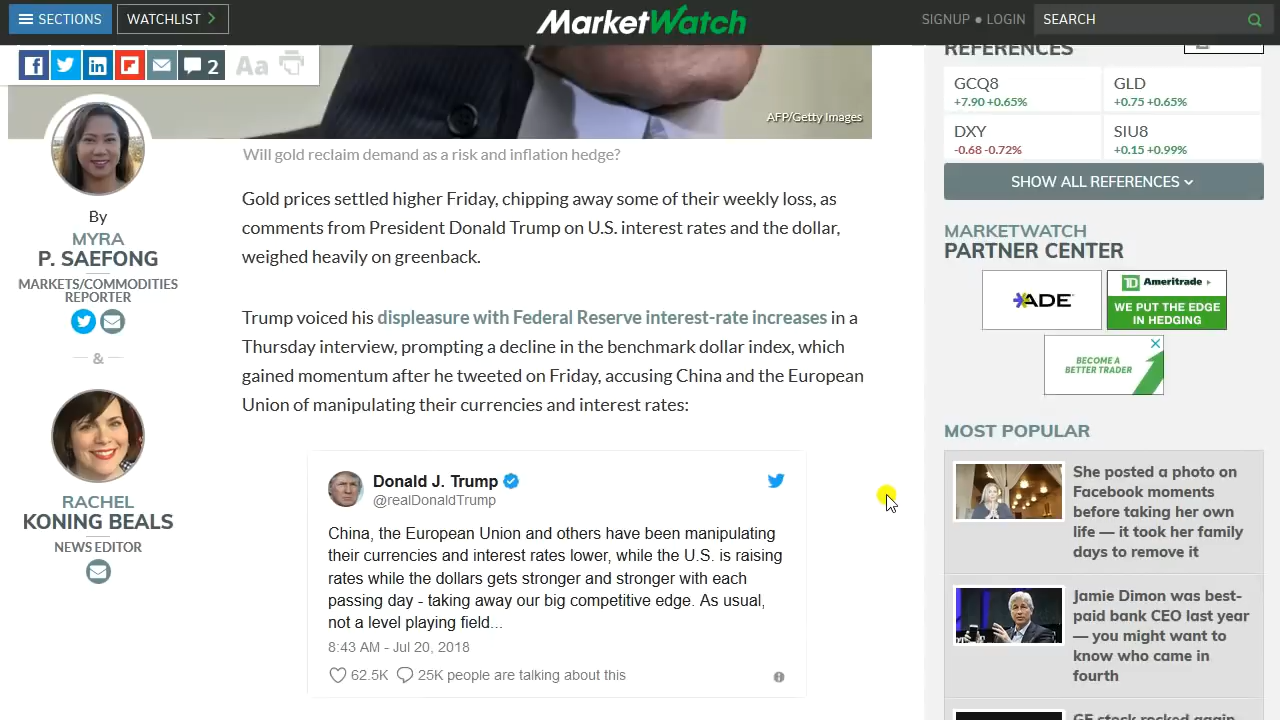 SECTIONS
WATCHLIST
MarketWatch
SIGNUP • LOGIN
SEARCH
2
Aa
AFP/Getty Images
Will gold reclaim demand as a risk and inflation hedge?
By
MYRA
P. SAEFONG
MARKETS/COMMODITIES
REPORTER
&
RACHEL
KONING BEALS
NEWS EDITOR
Gold prices settled higher Friday, chipping away some of their weekly loss, as
comments from President Donald Trump on U.S. interest rates and the dollar,
weighed heavily on greenback.
Trump voiced his displeasure with Federal Reserve interest-rate increases in a
Thursday interview, prompting a decline in the benchmark dollar index, which
gained momentum after he tweeted on Friday, accusing China and the European
Union of manipulating their currencies and interest rates:
Donald J. Trump
@realDonaldTrump
China, the European Union and others have been manipulating
their currencies and interest rates lower, while the U.S. is raising
rates while the dollars gets stronger and stronger with each
passing day - taking away our big competitive edge. As usual,
not a level playing field...
8:43 AM - Jul 20, 2018
62.5K 25K people are talking about this
REFERENCES
GCQ8
+7.90 +0.65%
GLD
+0.75 +0.65%
DXY
-0.68 -0.72%
SIU8
+0.15 +0.99%
SHOW ALL REFERENCES
MARKETWATCH
PARTNER CENTER
ADE
TD Ameritrade
WE PUT THE EDGE
IN HEDGING
BECOME A
BETTER TRADER
MOST POPULAR
She posted a photo on
Facebook moments
before taking her own
life — it took her family
days to remove it
Jamie Dimon was best-
paid bank CEO last year
— you might want to
know who came in
fourth
GE stock rocked again